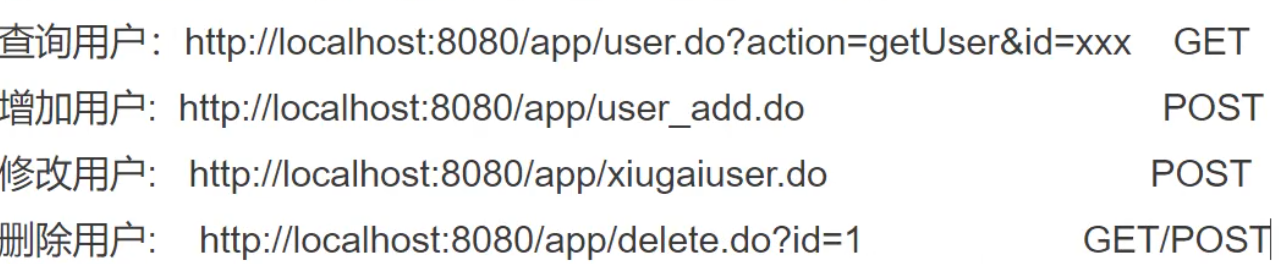 查询用户：http://localhost:8080/app/user.do?action=getUser&id=xxx GET
增加用户: http://localhost:8080/app/user_add.do POST
修改用户: http://localhost:8080/app/xiugaiuser.do POST
删除用户: http://localhost:8080/app/delete.do?id=1 GET/POST